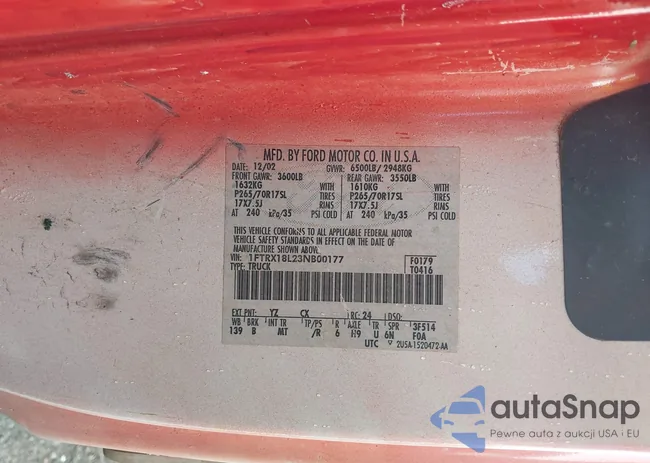 MFD. BY FORD MOTOR CO. IN U.S.A.
DATE: 12/02 GVWR: 6500LB/ 2948KG
FRONT GAWR: 3600LB REAR GAWR: 3550LB
1632KG WITH 1610KG WITH
P265/70R17SL TIRES P265/70R17SL TIRES
17X7.5J RIMS 17X7.5J RIMS
AT 240 kPa/35 PSI COLD AT 240 kPa/35 PSI COLD
THIS VEHICLE CONFORMS TO ALL APPLICABLE FEDERAL MOTOR
VEHICLE SAFETY STANDARDS IN EFFECT ON THE DATE OF
MANUFACTURE SHOWN ABOVE.
VIN: 1FTRX18L23NB00177 F0179
TYPE: TRUCK T0416
EXT PNT: YZ CX RC: 24 DSO:
WB BRK INT TR TP/PS R AXLE TR SPR 3F514
139 B MT /R 6 H9 U 6N F0A
UTC 2U5A-1520472-AA
autaSnap
Pewne auta z aukcji USA i EU